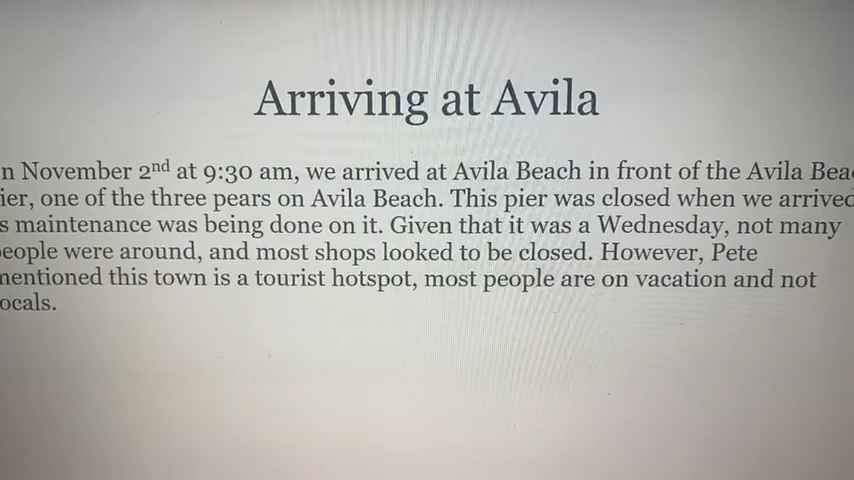 Arriving at Avila
n November 2nd at 9:30 am, we arrived at Avila Beach in front of the Avila Bea
ier, one of the three pears on Avila Beach. This pier was closed when we arrived
s maintenance was being done on it. Given that it was a Wednesday, not many
eople were around, and most shops looked to be closed. However, Pete
mentioned this town is a tourist hotspot, most people are on vacation and not
ocals.